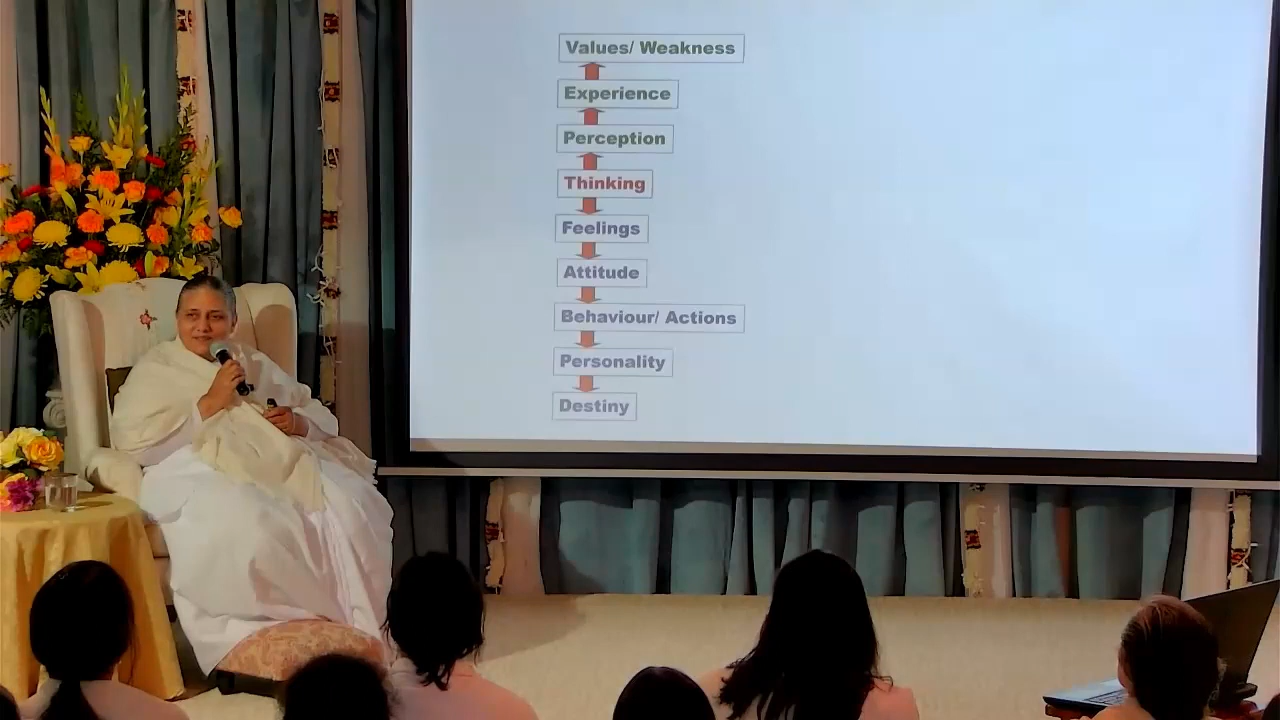 Values/ Weakness
Experience
Perception
Thinking
Feelings
Attitude
Behaviour/ Actions
Personality
Destiny